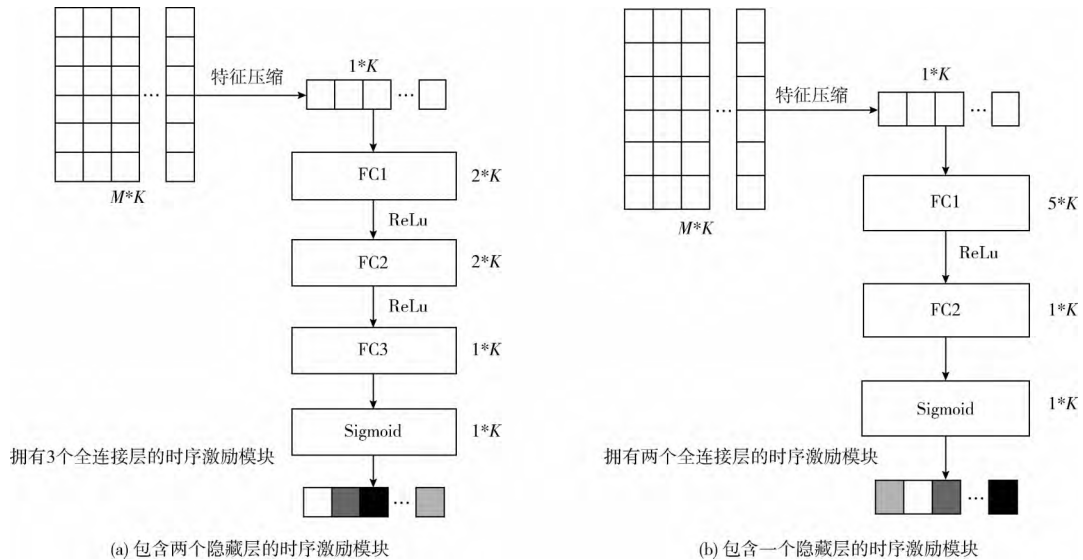 特征压缩
1*K
...
...
M*K
FC1
2*K
ReLu
FC2
2*K
ReLu
FC3
1*K
Sigmoid
1*K
拥有3个全连接层的时序激励模块
...
(a) 包含两个隐藏层的时序激励模块
特征压缩
1*K
...
...
M*K
FC1
5*K
ReLu
FC2
1*K
Sigmoid
1*K
拥有两个全连接层的时序激励模块
...
(b) 包含一个隐藏层的时序激励模块